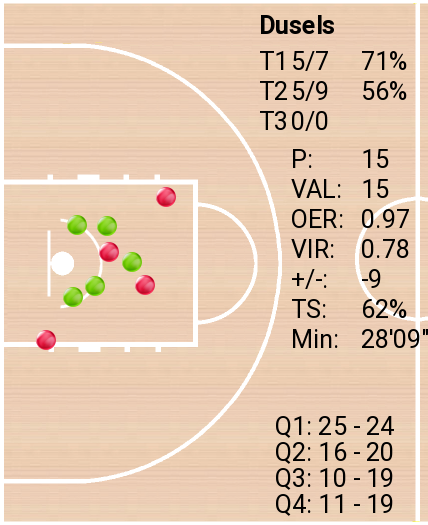 Dusels
T1 5/7 71%
T2 5/9 56%
T3 0/0
P: 15
VAL: 15
OER: 0.97
VIR: 0.78
+/-: -9
TS: 62%
Min: 28'09"
Q1: 25 - 24
Q2: 16 - 20
Q3: 10 - 19
Q4: 11 - 19